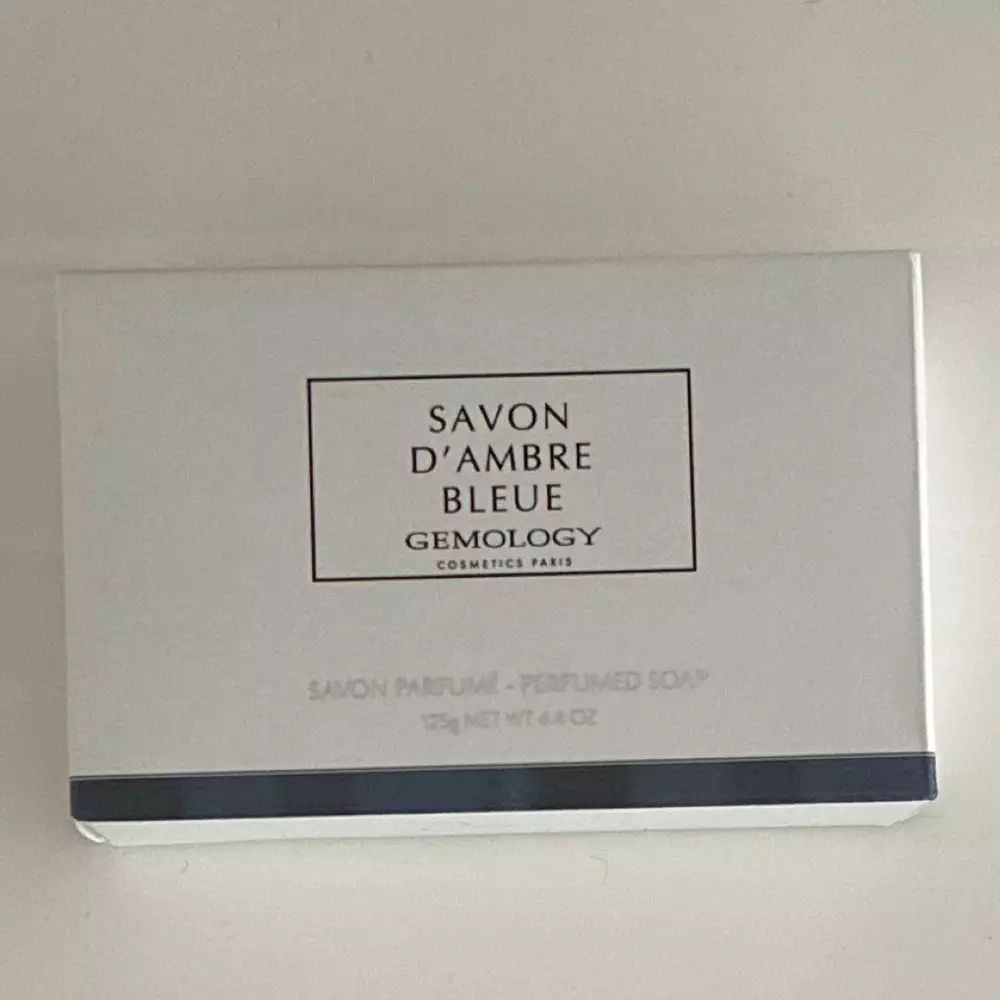 SAVON
D'AMBRE
BLEUE
GEMOLOGY
COSMETICS PARIS
SAVON PARFUMÉ - PERFUMED SOAP
125g NET WT 4.4 OZ